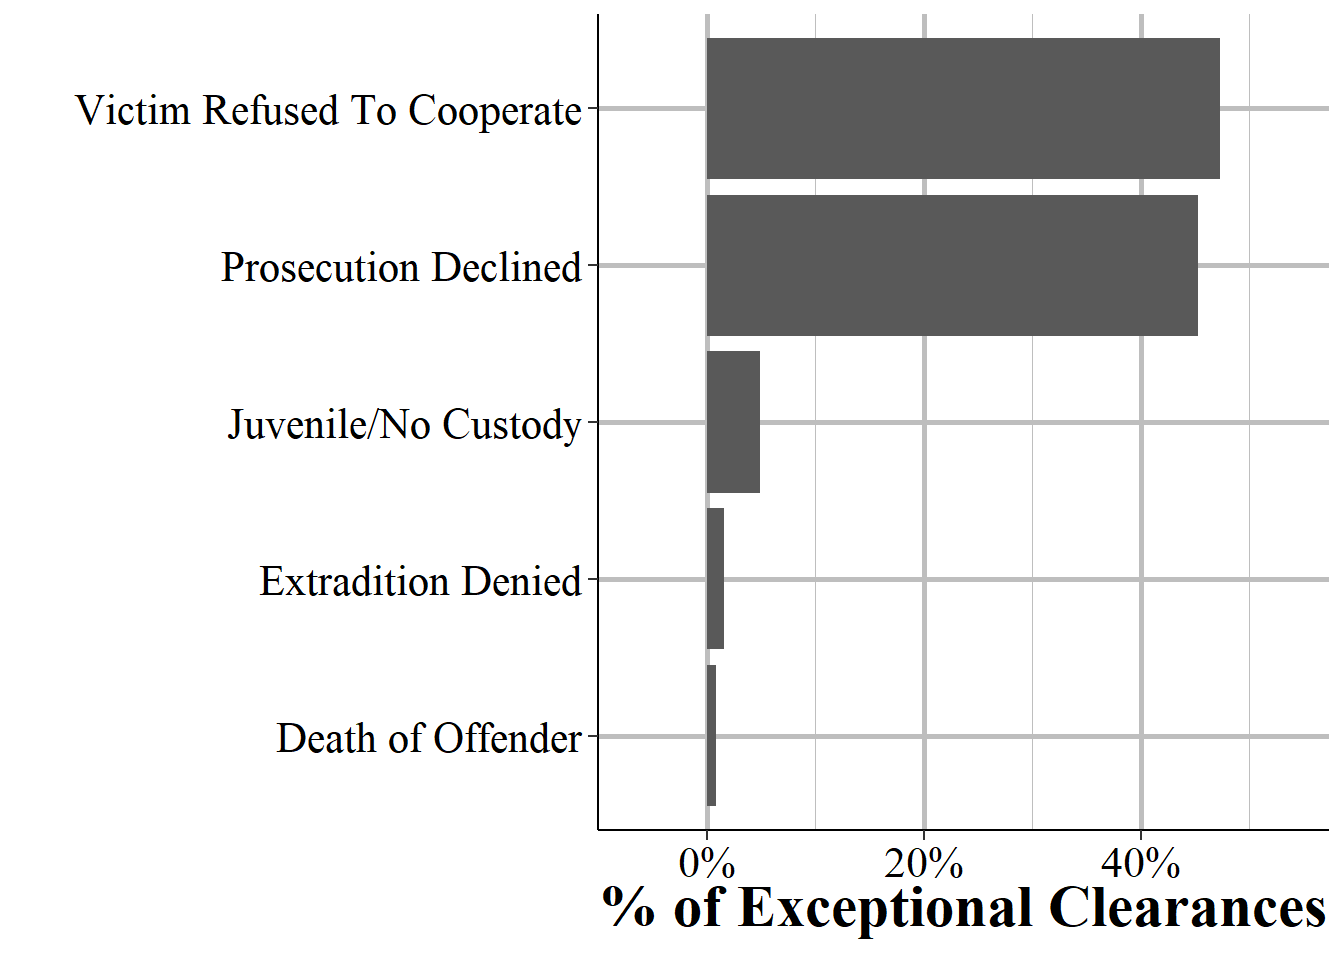 Victim Refused To Cooperate
Prosecution Declined
Juvenile/No Custody
Extradition Denied
Death of Offender
0% 20% 40%
% of Exceptional Clearances